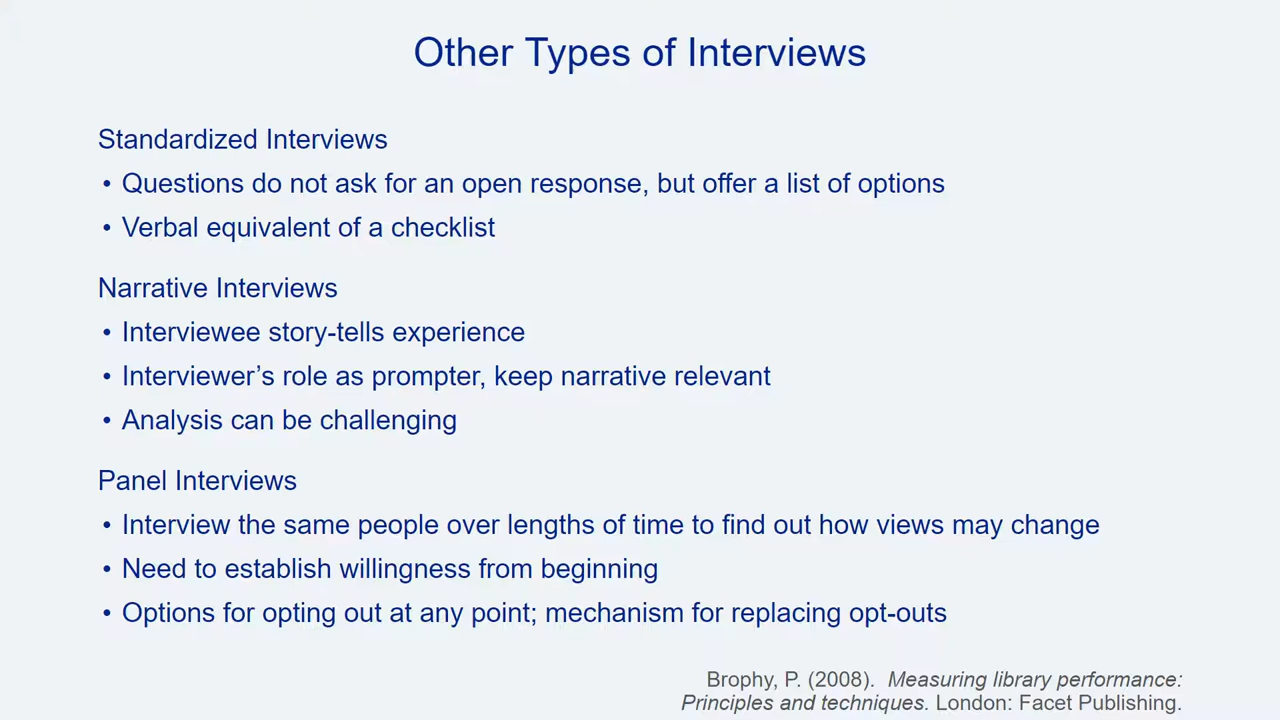 Other Types of Interviews
Standardized Interviews
• Questions do not ask for an open response, but offer a list of options
• Verbal equivalent of a checklist
Narrative Interviews
• Interviewee story-tells experience
• Interviewer’s role as prompter, keep narrative relevant
• Analysis can be challenging
Panel Interviews
• Interview the same people over lengths of time to find out how views may change
• Need to establish willingness from beginning
• Options for opting out at any point; mechanism for replacing opt-outs
Brophy, P. (2008). Measuring library performance:
Principles and techniques. London: Facet Publishing.